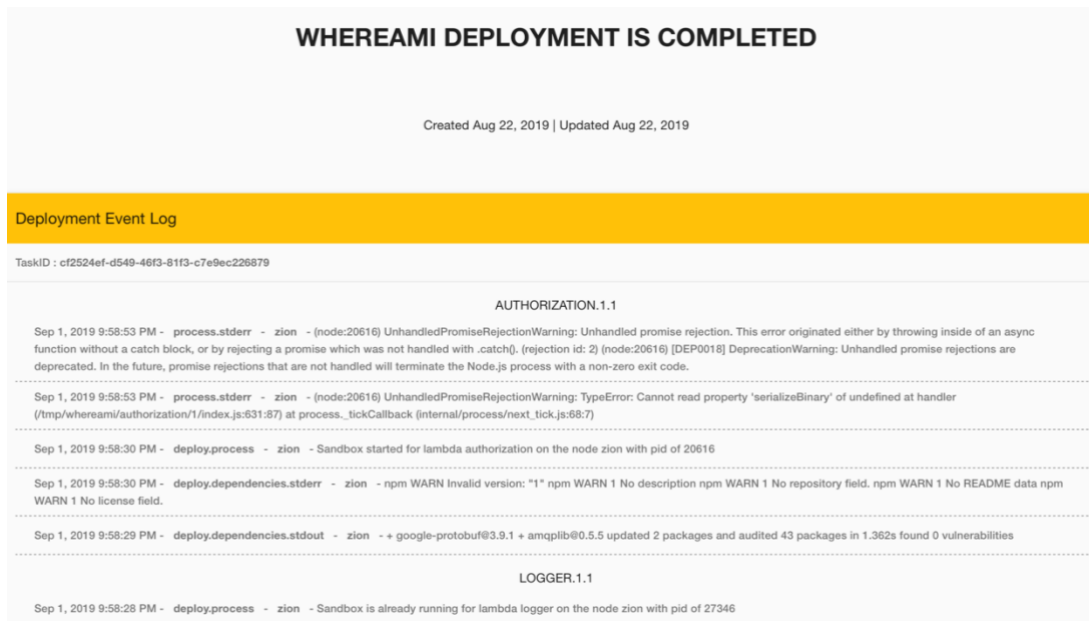 WHEREAMI DEPLOYMENT IS COMPLETED
Created Aug 22, 2019 | Updated Aug 22, 2019
Deployment Event Log
TaskID : cf2524ef-d549-46f3-81f3-c7e9ec226879
AUTHORIZATION.1.1
Sep 1, 2019 9:58:53 PM - process.stderr - zion - (node:20616) UnhandledPromiseRejectionWarning: Unhandled promise rejection. This error originated either by throwing inside of an async
function without a catch block, or by rejecting a promise which was not handled with .catch(). (rejection id: 2) (node:20616) [DEP0018] DeprecationWarning: Unhandled promise rejections are
deprecated. In the future, promise rejections that are not handled will terminate the Node.js process with a non-zero exit code.
Sep 1, 2019 9:58:53 PM - process.stderr - zion - (node:20616) UnhandledPromiseRejectionWarning: TypeError: Cannot read property 'serializeBinary' of undefined at handler
(/tmp/whereami/authorization/1/index.js:631:87) at process._tickCallback (internal/process/next_tick.js:68:7)
Sep 1, 2019 9:58:30 PM - deploy.process - zion - Sandbox started for lambda authorization on the node zion with pid of 20616
Sep 1, 2019 9:58:30 PM - deploy.dependencies.stderr - zion - npm WARN Invalid version: "1" npm WARN 1 No description npm WARN 1 No repository field. npm WARN 1 No README data npm
WARN 1 No license field.
Sep 1, 2019 9:58:29 PM - deploy.dependencies.stdout - zion - + google-protobuf@3.9.1 + amqplib@0.5.5 updated 2 packages and audited 43 packages in 1.362s found 0 vulnerabilities
LOGGER.1.1
Sep 1, 2019 9:58:28 PM - deploy.process - zion - Sandbox is already running for lambda logger on the node zion with pid of 27346